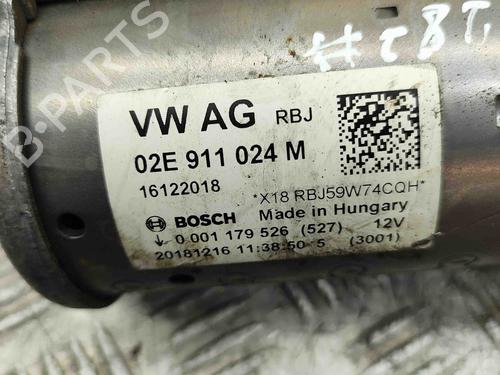 VW AG RBJ
02E 911 024 M
16122018
*X18 RBJ59W74CQH*
BOSCH Made in Hungary
0 001 179 526 (527) 12V
20181216 11:38:50 5 (3001)